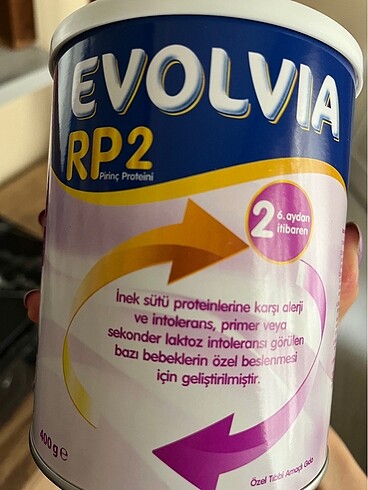 EVOLVIA
RP2
Pirinç Proteini
2 6. aydan
itibaren
İnek sütü proteinlerine karşı alerji
ve intolerans, primer veya
sekonder laktoz intoleransı görülen
bazı bebeklerin özel beslenmesi
için geliştirilmiştir.
400 g e
Özel Tıbbi Amaçlı Gıda